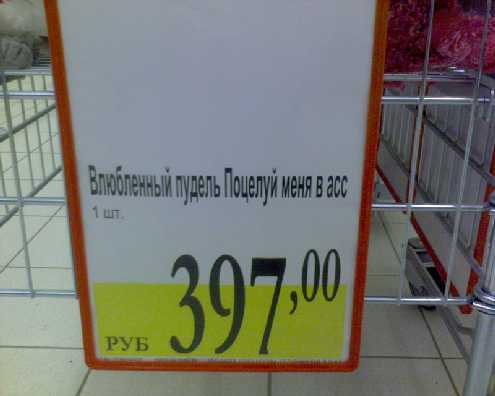 Влюбленный пудель Поцелуй меня в асс
1 шт.
РУБ 397,00